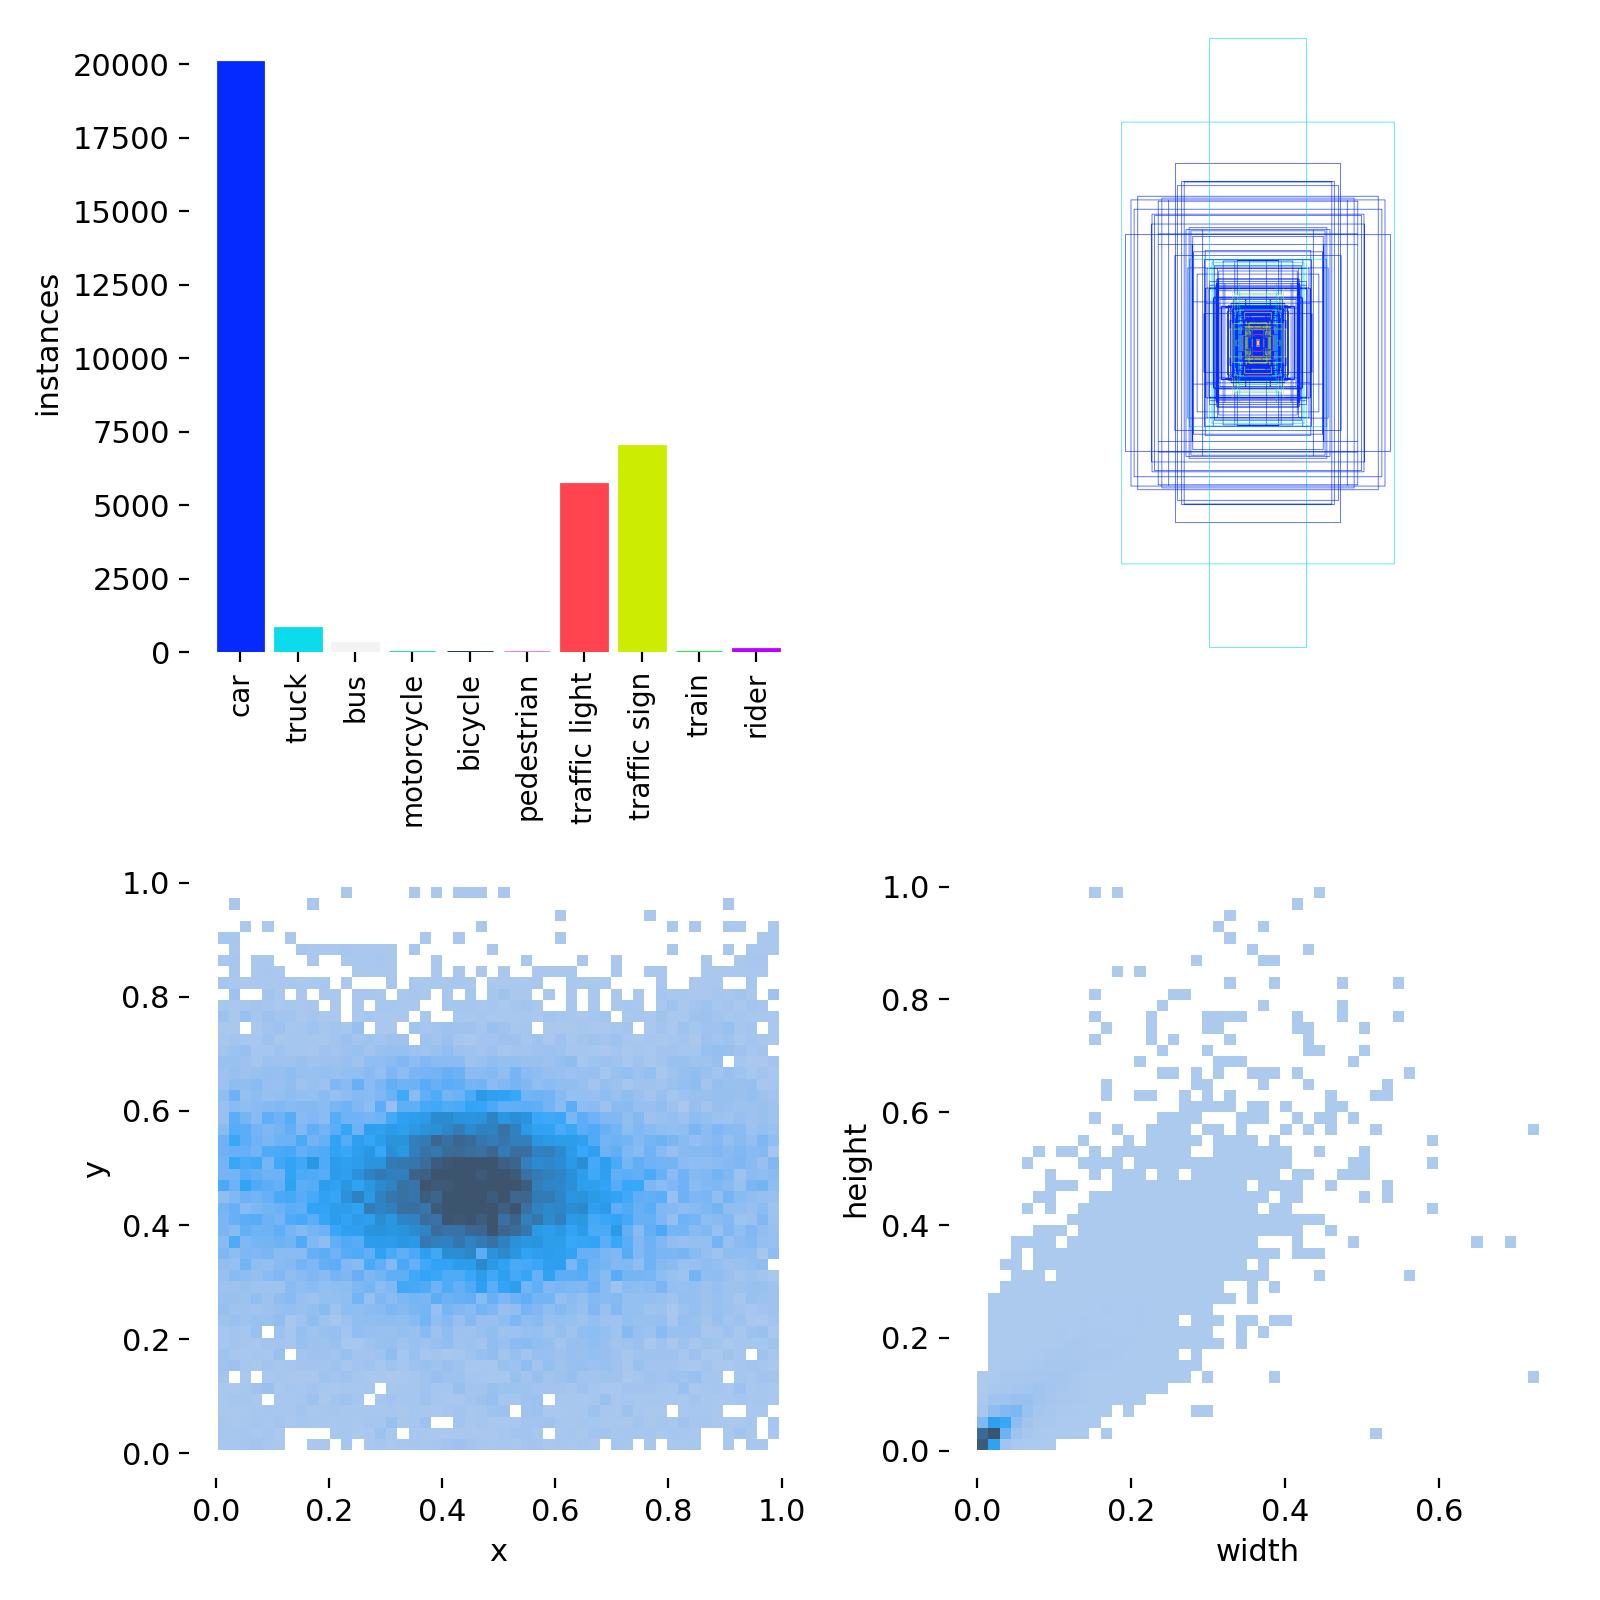 20000
17500
15000
12500
10000
7500
5000
2500
0
instances
car
truck
bus
motorcycle
bicycle
pedestrian
traffic light
traffic sign
train
rider
1.0
0.8
0.6
0.4
0.2
0.0
y
0.0 0.2 0.4 0.6 0.8 1.0
x
1.0
0.8
0.6
0.4
0.2
0.0
height
0.0 0.2 0.4 0.6
width